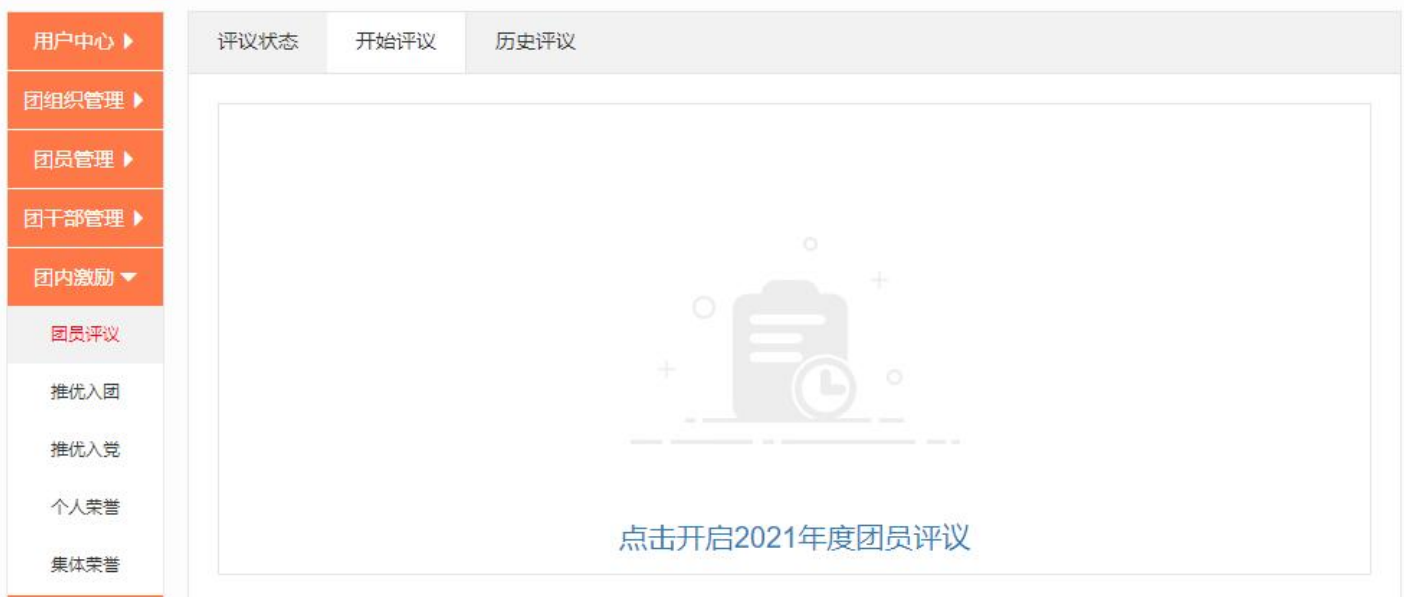 用户中心
团组织管理
团员管理
团干部管理
团内激励
团员评议
推优入团
推优入党
个人荣誉
集体荣誉
评议状态 开始评议 历史评议
点击开启2021年度团员评议